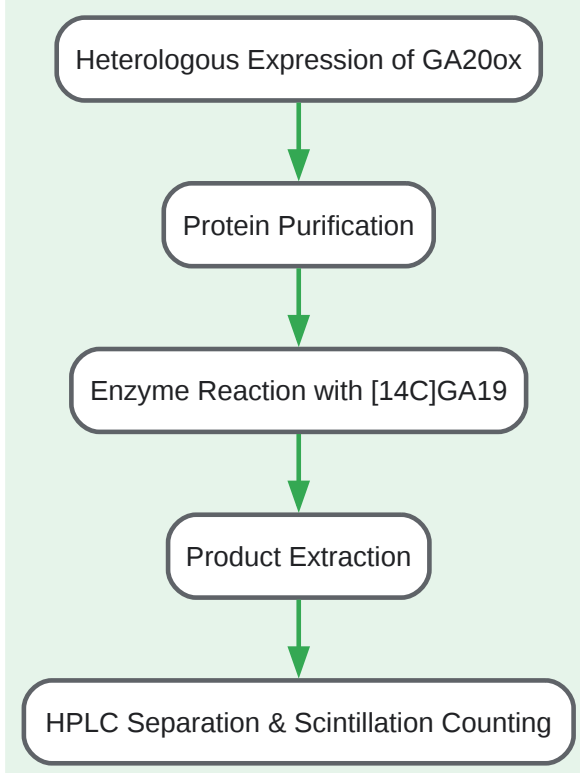 Heterologous Expression of GA20ox
Protein Purification
Enzyme Reaction with [14C]GA19
Product Extraction
HPLC Separation & Scintillation Counting